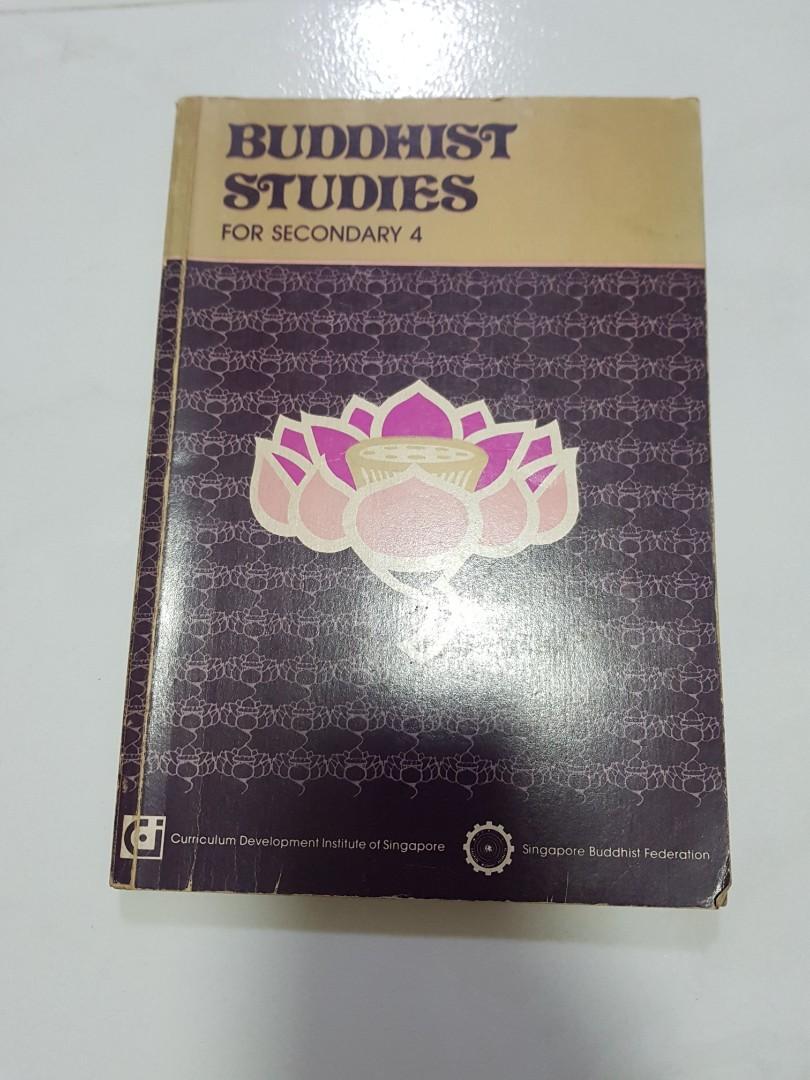 BUDDHIST
STUDIES
FOR SECONDARY 4
Curriculum Development Institute of Singapore
Singapore Buddhist Federation